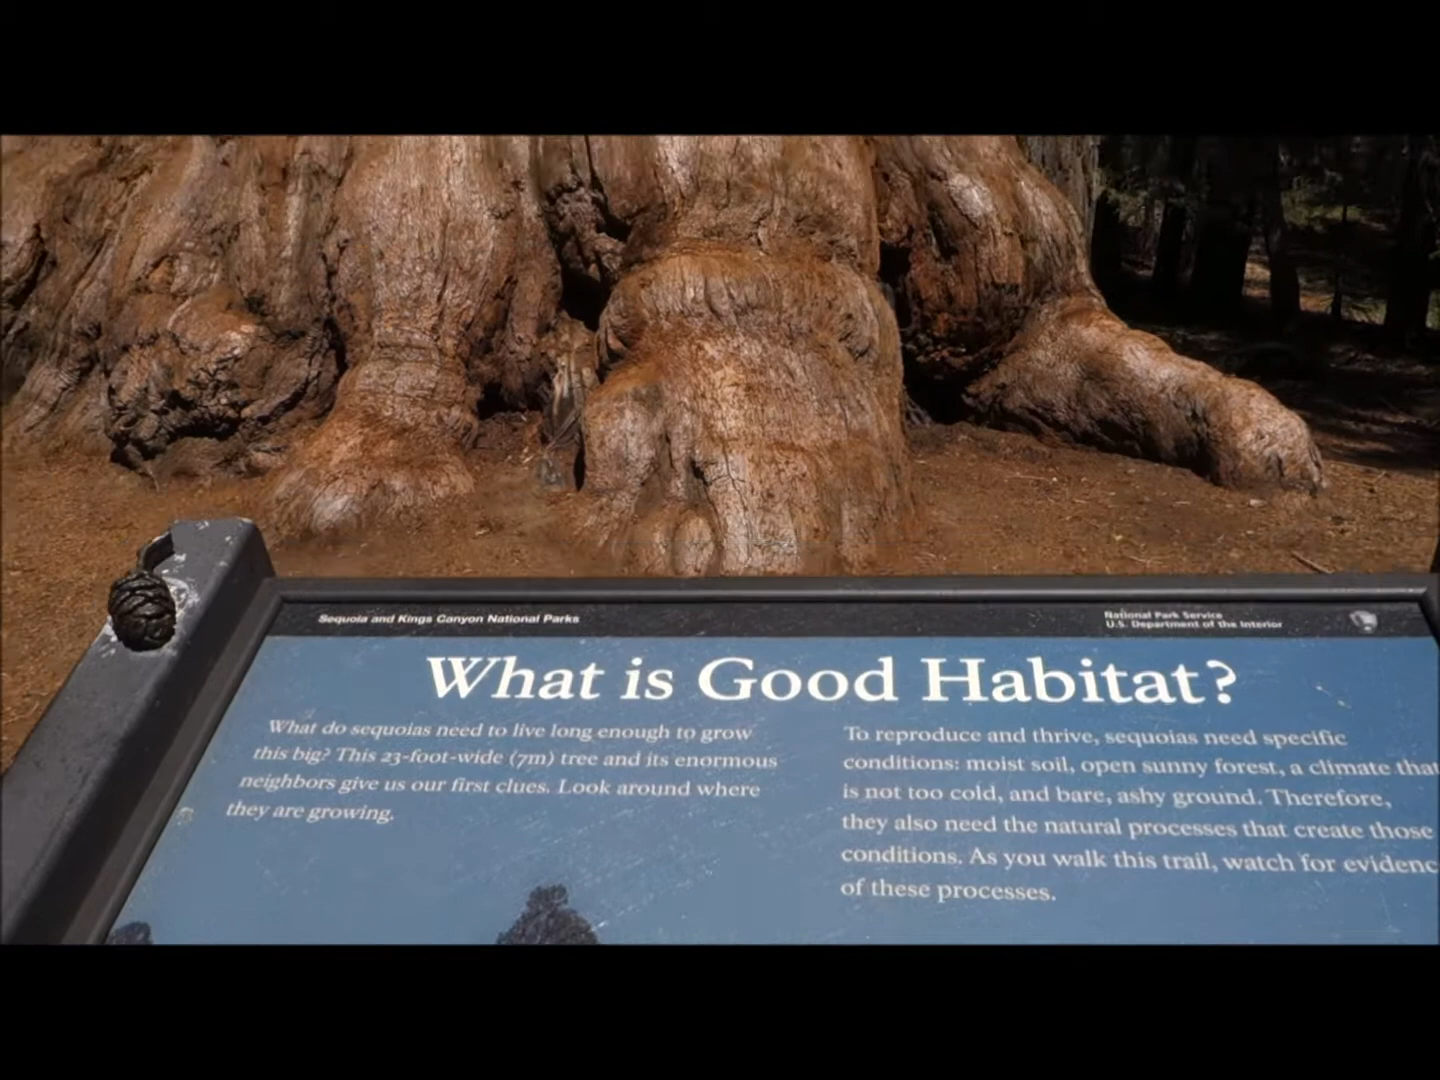 Sequoia and Kings Canyon National Parks
National Park Service
U.S. Department of the Interior
What is Good Habitat?
What do sequoias need to live long enough to grow
this big? This 23-foot-wide (7m) tree and its enormous
neighbors give us our first clues. Look around where
they are growing.
To reproduce and thrive, sequoias need specific
conditions: moist soil, open sunny forest, a climate that
is not too cold, and bare, ashy ground. Therefore,
they also need the natural processes that create those
conditions. As you walk this trail, watch for evidenc
of these processes.